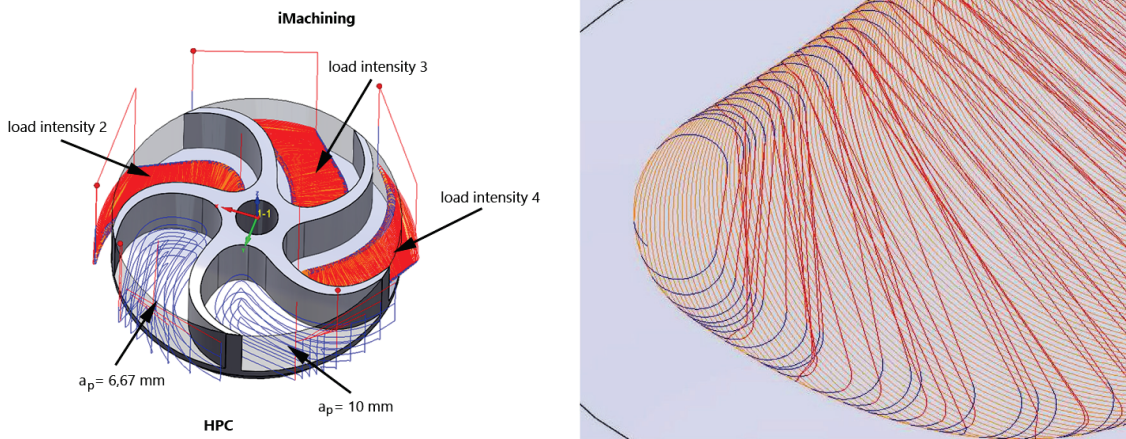 iMachining
load intensity 3
load intensity 2
load intensity 4
1-1
ap= 6,67 mm
ap= 10 mm
HPC